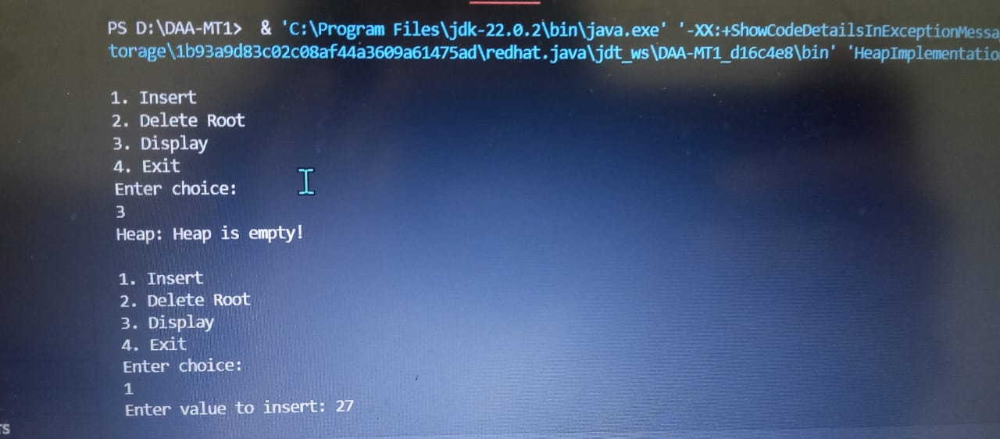 PS D:\DAA-MT1>  & 'C:\Program Files\jdk-22.0.2\bin\java.exe' '-XX:+ShowCodeDetailsInExceptionMessa
torage\1b93a9d83c02c08af44a3609a61475ad\redhat.java\jdt_ws\DAA-MT1_d16c4e8\bin' 'HeapImplementatio
1. Insert
2. Delete Root
3. Display
4. Exit
Enter choice:
3
Heap: Heap is empty!
1. Insert
2. Delete Root
3. Display
4. Exit
Enter choice:
1
Enter value to insert: 27